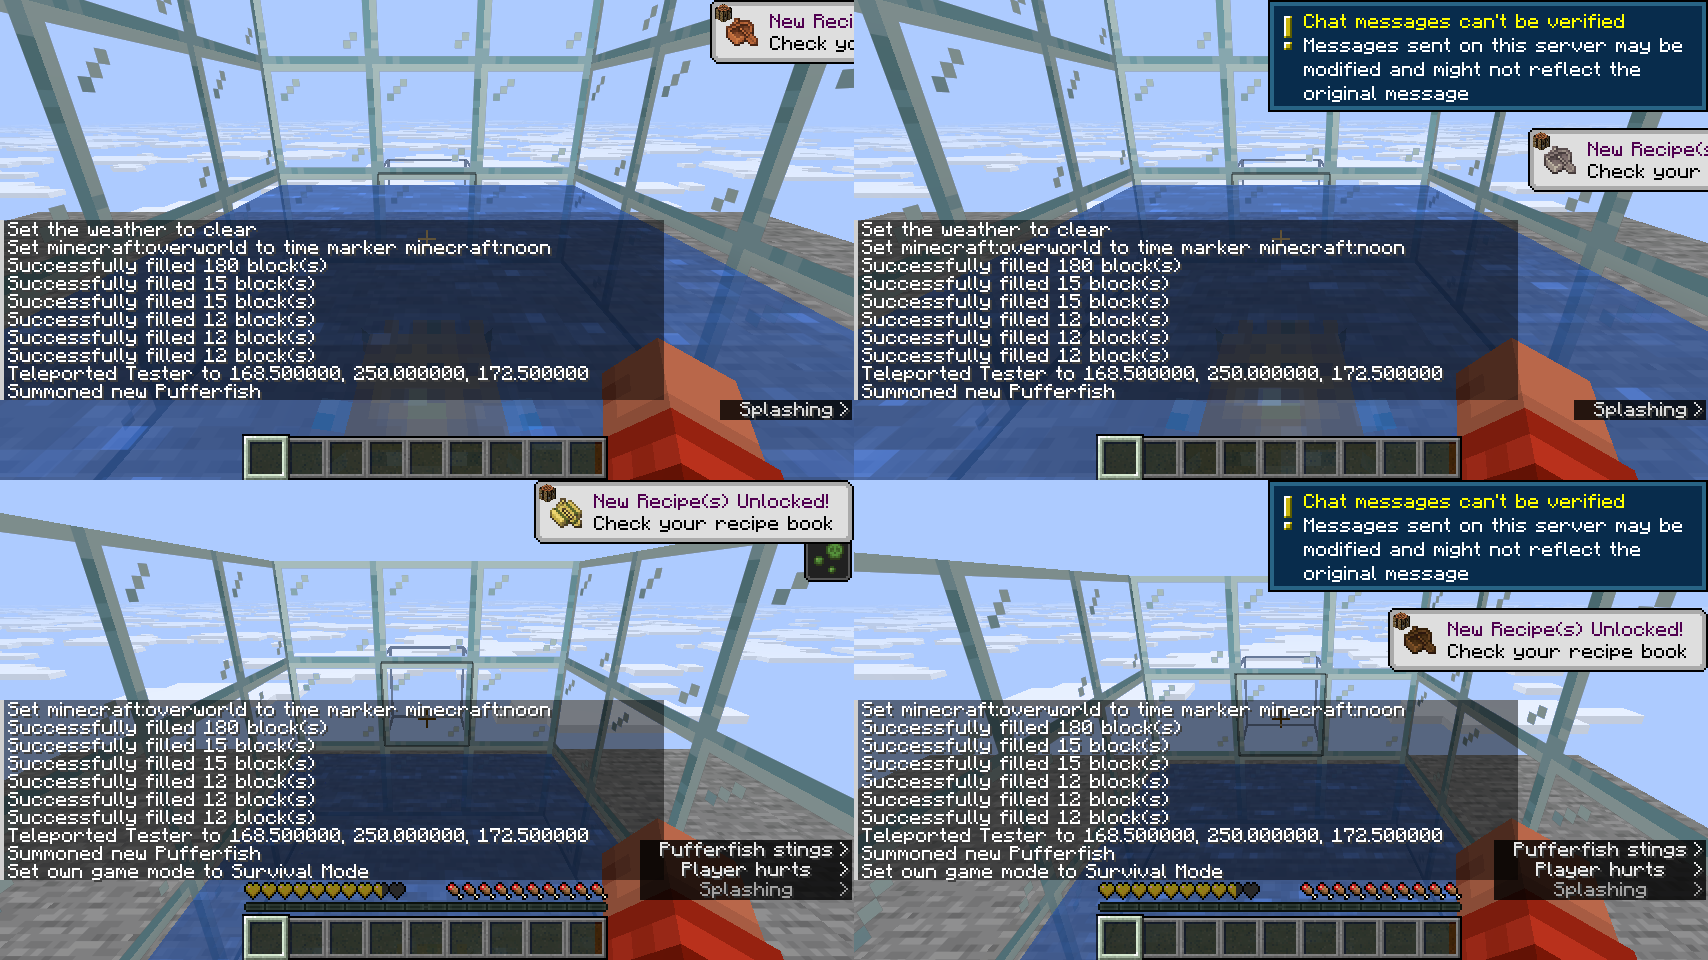 New Reci
Check yo
Set the weather to clear
Set minecraft:overworld to time marker minecraft:noon
Successfully filled 180 block(s)
Successfully filled 15 block(s)
Successfully filled 15 block(s)
Successfully filled 12 block(s)
Successfully filled 12 block(s)
Successfully filled 12 block(s)
Teleported Tester to 168.500000, 250.000000, 172.500000
Summoned new Pufferfish
Splashing >
Chat messages can't be verified
Messages sent on this server may be
modified and might not reflect the
original message
New Recipe(s
Check your
Set the weather to clear
Set minecraft:overworld to time marker minecraft:noon
Successfully filled 180 block(s)
Successfully filled 15 block(s)
Successfully filled 15 block(s)
Successfully filled 12 block(s)
Successfully filled 12 block(s)
Successfully filled 12 block(s)
Teleported Tester to 168.500000, 250.000000, 172.500000
Summoned new Pufferfish
Splashing >
New Recipe(s) Unlocked!
Check your recipe book
Set minecraft:overworld to time marker minecraft:noon
Successfully filled 180 block(s)
Successfully filled 15 block(s)
Successfully filled 15 block(s)
Successfully filled 12 block(s)
Successfully filled 12 block(s)
Successfully filled 12 block(s)
Teleported Tester to 168.500000, 250.000000, 172.500000
Summoned new Pufferfish
Set own game mode to Survival Mode
Pufferfish stings >
Player hurts >
Splashing >
Chat messages can't be verified
Messages sent on this server may be
modified and might not reflect the
original message
New Recipe(s) Unlocked!
Check your recipe book
Set minecraft:overworld to time marker minecraft:noon
Successfully filled 180 block(s)
Successfully filled 15 block(s)
Successfully filled 15 block(s)
Successfully filled 12 block(s)
Successfully filled 12 block(s)
Successfully filled 12 block(s)
Teleported Tester to 168.500000, 250.000000, 172.500000
Summoned new Pufferfish
Set own game mode to Survival Mode
Pufferfish stings >
Player hurts >
Splashing >